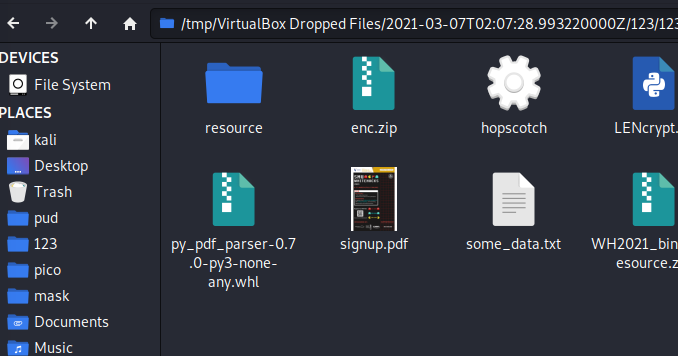 /tmp/VirtualBox Dropped Files/2021-03-07T02:07:28.993220000Z/123/123
DEVICES
File System
PLACES
kali
Desktop
Trash
pud
123
pico
mask
Documents
Music
resource
enc.zip
hopscotch
LENcrypt.
py_pdf_parser-0.7
.0-py3-none-
any.whl
signup.pdf
some_data.txt
WH2021_bin
esource.z